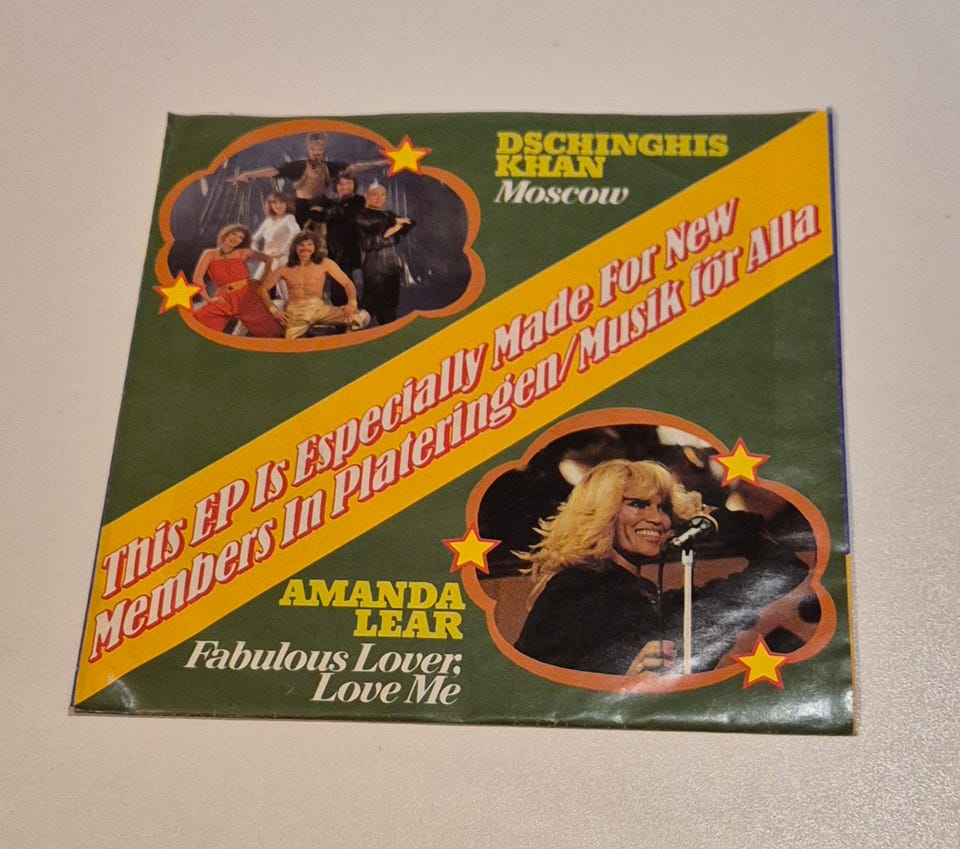 DSCHINGHIS
KHAN
Moscow
This EP Is Especially Made For New
Members In Plateringen/Musik för Alla
AMANDA
LEAR
Fabulous Lover,
Love Me